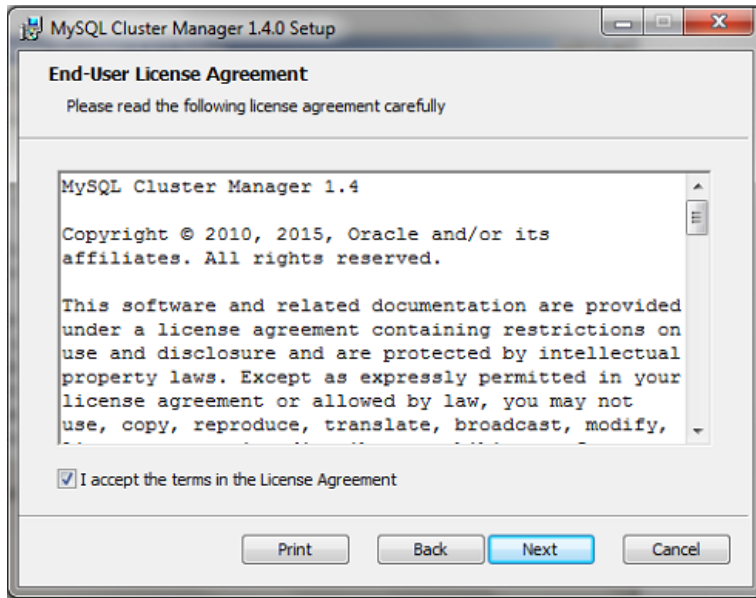 MySQL Cluster Manager 1.4.0 Setup
End-User License Agreement
Please read the following license agreement carefully
MySQL Cluster Manager 1.4
Copyright © 2010, 2015, Oracle and/or its
affiliates. All rights reserved.
This software and related documentation are provided
under a license agreement containing restrictions on
use and disclosure and are protected by intellectual
property laws. Except as expressly permitted in your
license agreement or allowed by law, you may not
use, copy, reproduce, translate, broadcast, modify,
I accept the terms in the License Agreement
Print
Back
Next
Cancel